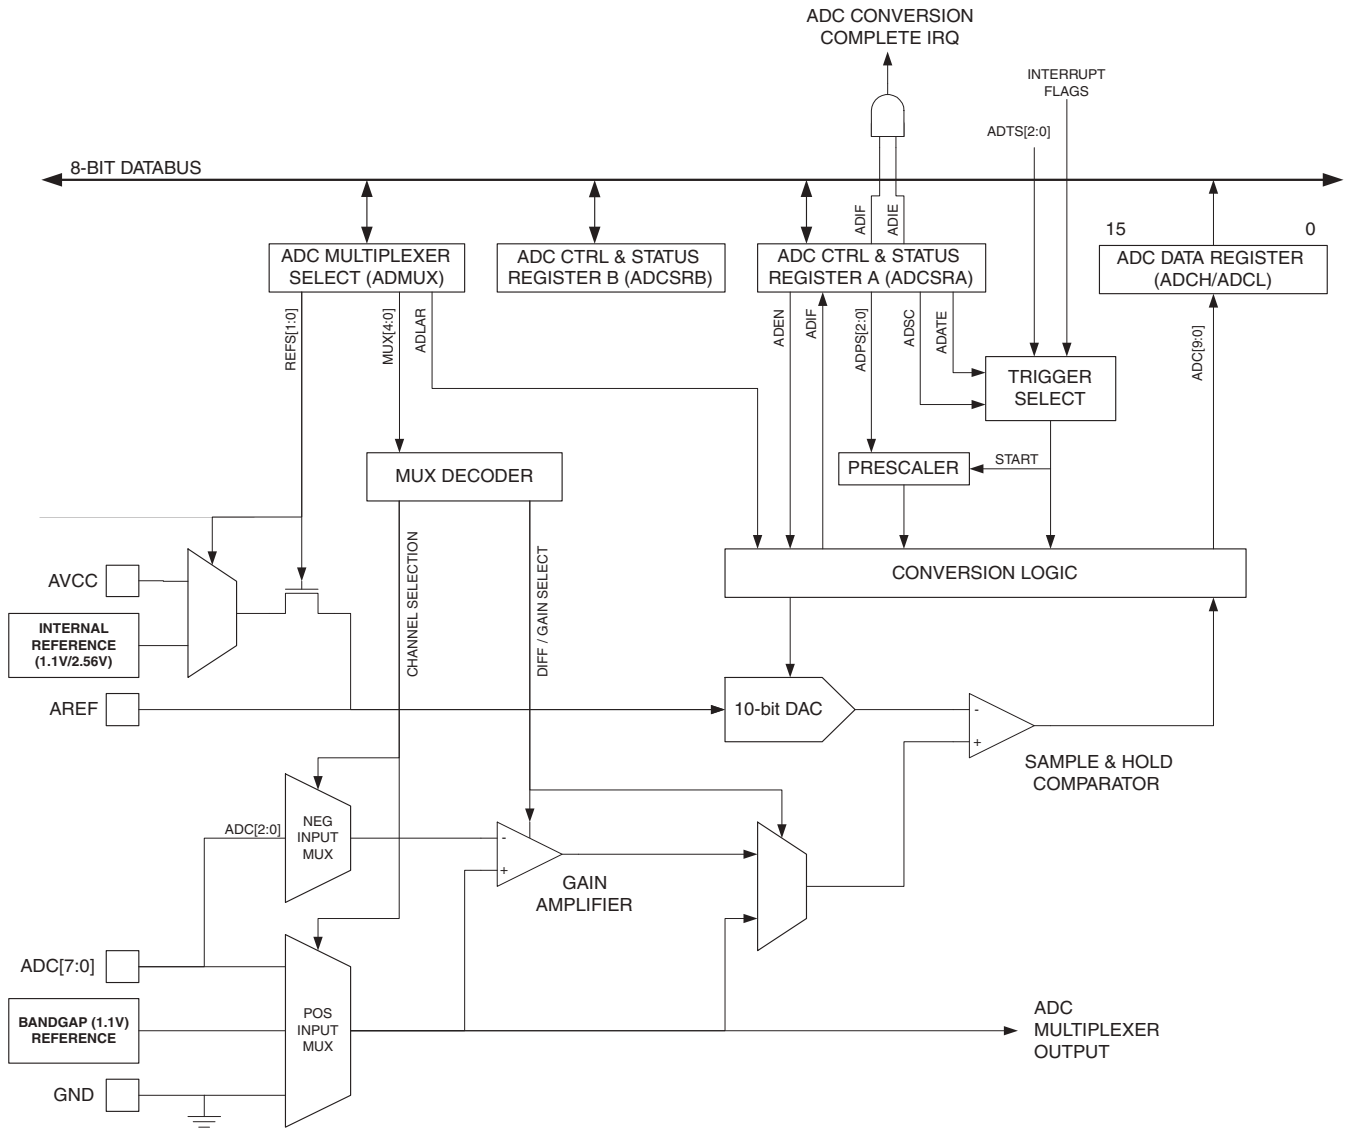 ADC CONVERSION
COMPLETE IRQ
INTERRUPT
FLAGS
ADTS[2:0]
8-BIT DATABUS
ADIF
ADIE
15
0
ADC MULTIPLEXER
SELECT (ADMUX)
ADC CTRL & STATUS
REGISTER B (ADCSRB)
ADC CTRL & STATUS
REGISTER A (ADCSRA)
ADC DATA REGISTER
(ADCH/ADCL)
REFS[1:0]
MUX[4:0]
ADLAR
ADEN
ADIF
ADPS[2:0]
ADSC
ADATE
ADC[9:0]
TRIGGER
SELECT
MUX DECODER
PRESCALER
START
CHANNEL SELECTION
DIFF / GAIN SELECT
AVCC
CONVERSION LOGIC
INTERNAL
REFERENCE
(1.1V/2.56V)
AREF
10-bit DAC
-
+
SAMPLE & HOLD
COMPARATOR
ADC[2:0]
NEG
INPUT
MUX
-
+
GAIN
AMPLIFIER
ADC[7:0]
BANDGAP (1.1V)
REFERENCE
POS
INPUT
MUX
ADC
MULTIPLEXER
OUTPUT
GND